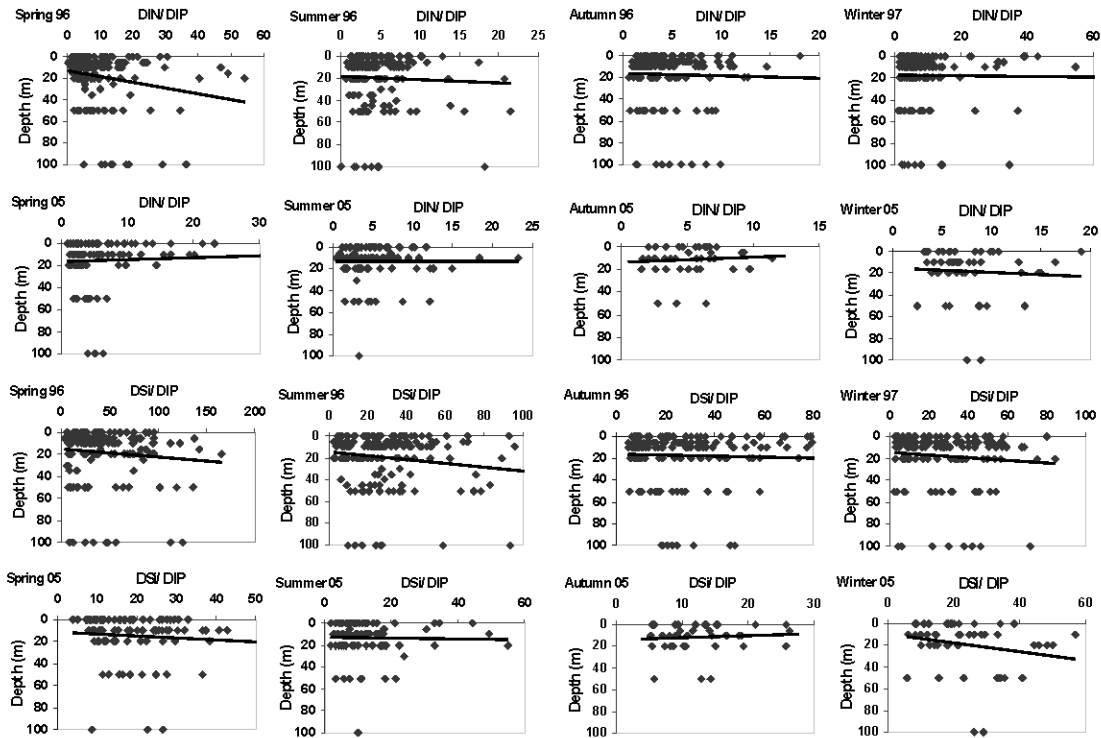 Spring 96 DIN/ DIP
0 10 20 30 40 50 60
Depth (m)
0
20
40
60
80
100
Summer 96 DIN/ DIP
0 5 10 15 20 25
Depth (m)
0
20
40
60
80
100
Autumn 96 DIN/ DIP
0 5 10 15 20
Depth (m)
0
20
40
60
80
100
Winter 97 DIN/ DIP
0 20 40 60
Depth (m)
0
20
40
60
80
100
Spring 05 DIN/ DIP
0 10 20 30
Depth (m)
0
20
40
60
80
100
Summer 05 DIN/ DIP
0 5 10 15 20 25
Depth (m)
0
20
40
60
80
100
Autumn 05 DIN/ DIP
0 5 10 15
Depth (m)
0
20
40
60
80
100
Winter 05 DIN/ DIP
0 5 10 15 20
Depth (m)
0
20
40
60
80
100
Spring 96 DSi/ DIP
0 50 100 150 200
Depth (m)
0
20
40
60
80
100
Summer 96 DSi/ DIP
0 20 40 60 80 100
Depth (m)
0
20
40
60
80
100
Autumn 96 DSi/ DIP
0 20 40 60 80
Depth (m)
0
20
40
60
80
100
Winter 97 DSi/ DIP
0 20 40 60 80 100
Depth (m)
0
20
40
60
80
100
Spring 05 DSi/ DIP
0 10 20 30 40 50
Depth (m)
0
20
40
60
80
100
Summer 05 DSi/ DIP
0 20 40 60
Depth (m)
0
20
40
60
80
100
Autumn 05 DSi/ DIP
0 10 20 30
Depth (m)
0
20
40
60
80
100
Winter 05 DSi/ DIP
0 20 40 60
Depth (m)
0
20
40
60
80
100